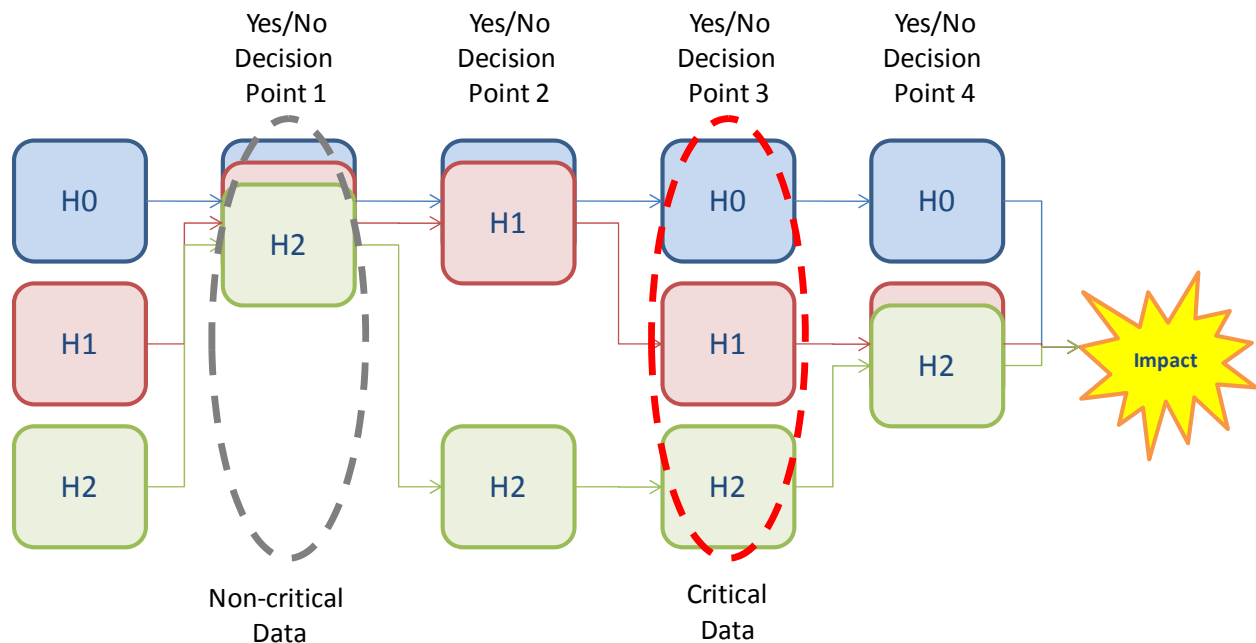 Yes/No
Decision
Point 1
Yes/No
Decision
Point 2
Yes/No
Decision
Point 3
Yes/No
Decision
Point 4
H0
H2
H1
H0
H0
H1
H1
H2
Impact
H2
H2
H2
Non-critical
Data
Critical
Data